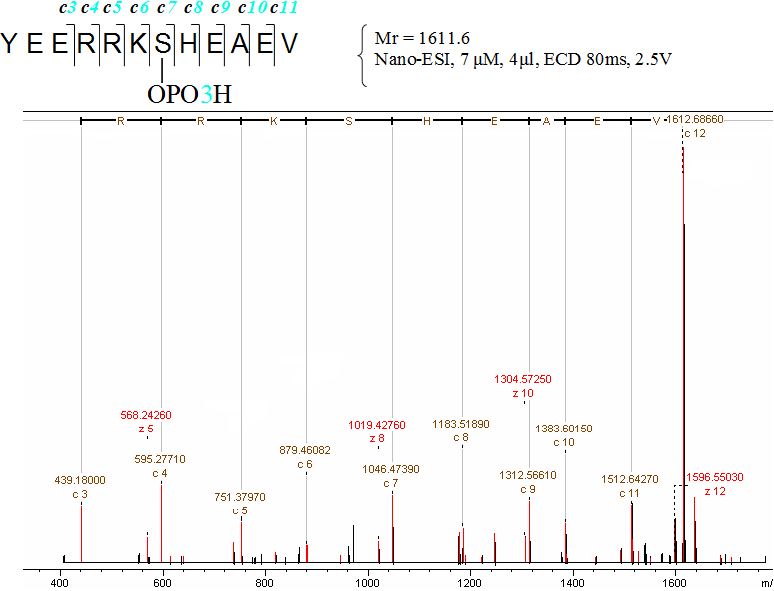 c3 c4 c5 c6 c7 c8 c9 c10 c11
Y E E R R K S H E A E V
OPO3H
Mr = 1611.6
Nano-ESI, 7 μM, 4μl, ECD 80ms, 2.5V
R R K S H E A E V
1612.68660
c 12
1304.57250
z 10
568.24260
z 5
1019.42760
z 8
1183.51890
c 8
1383.60150
c 10
595.27710
c 4
879.46082
c 6
439.18000
c 3
751.37970
c 5
1046.47390
c 7
1312.56610
c 9
1512.64270
c 11
1596.55030
z 12
400 600 800 1000 1200 1400 1600 m/